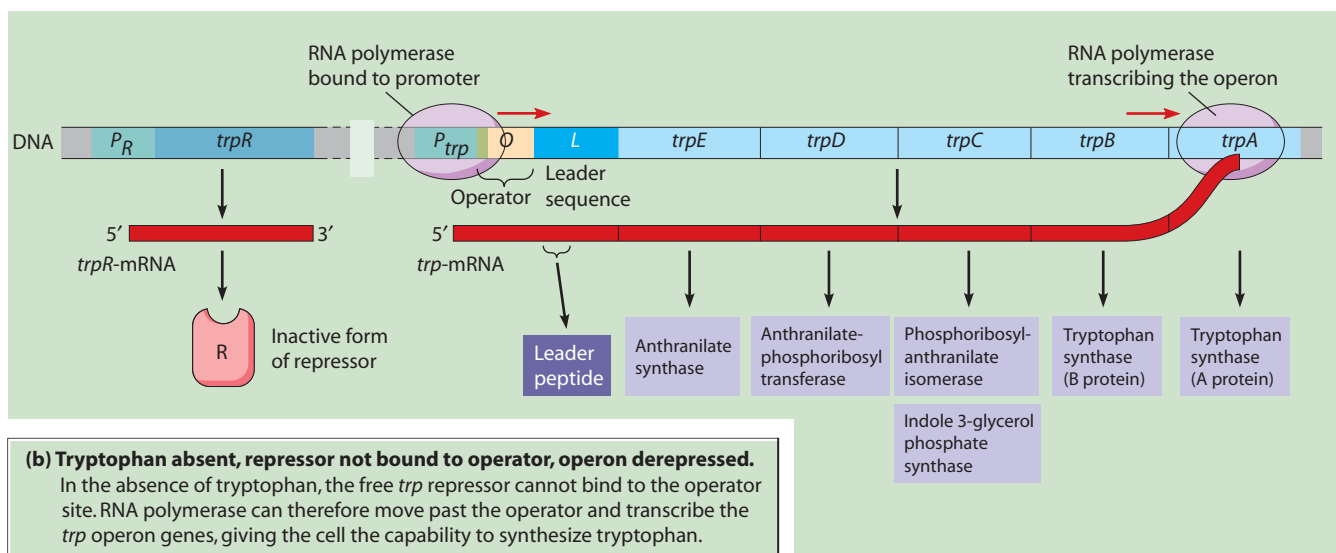 RNA polymerase
bound to promoter
RNA polymerase
transcribing the operon
DNA
P_R
trpR
P_trp
O
L
trpE
trpD
trpC
trpB
trpA
Operator
Leader
sequence
5′
3′
trpR-mRNA
5′
trp-mRNA
R
Inactive form
of repressor
Leader
peptide
Anthranilate
synthase
Anthranilate-
phosphoribosyl
transferase
Phosphoribosyl-
anthranilate
isomerase
Indole 3-glycerol
phosphate
synthase
Tryptophan
synthase
(B protein)
Tryptophan
synthase
(A protein)
(b) Tryptophan absent, repressor not bound to operator, operon derepressed.
In the absence of tryptophan, the free trp repressor cannot bind to the operator
site. RNA polymerase can therefore move past the operator and transcribe the
trp operon genes, giving the cell the capability to synthesize tryptophan.